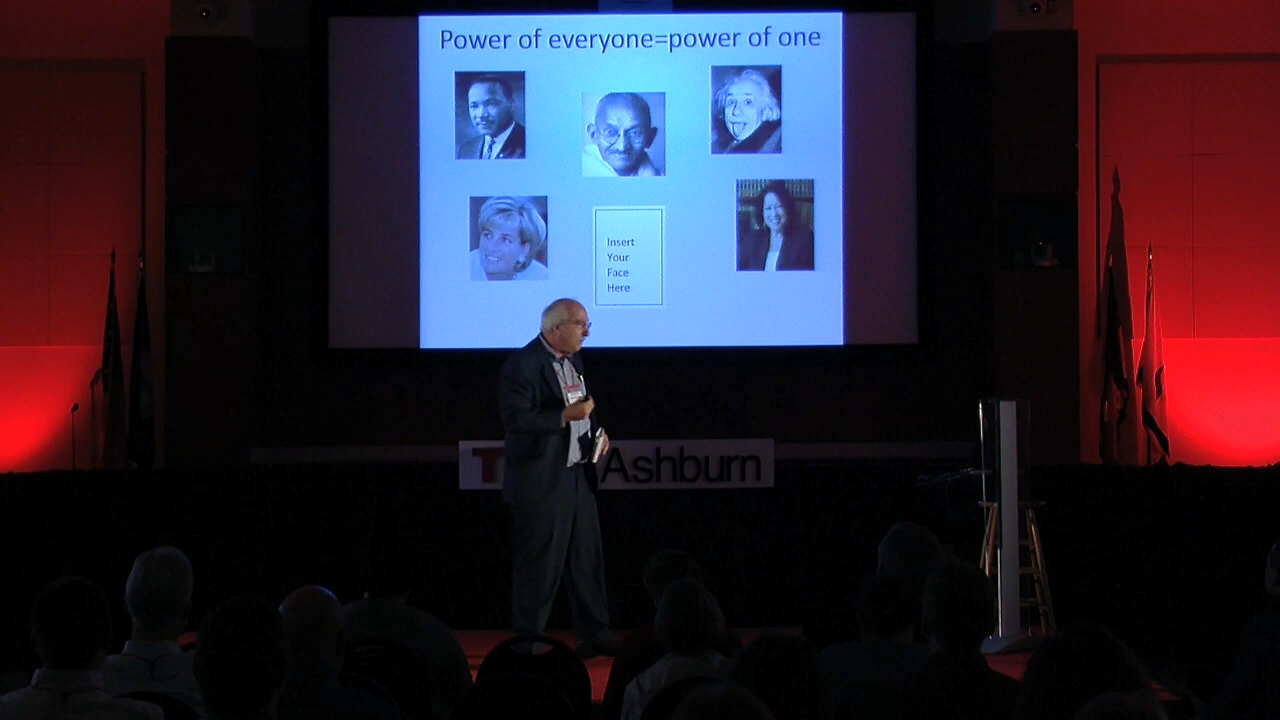 Power of everyone=power of one
Insert
Your
Face
Here
T
Ashburn